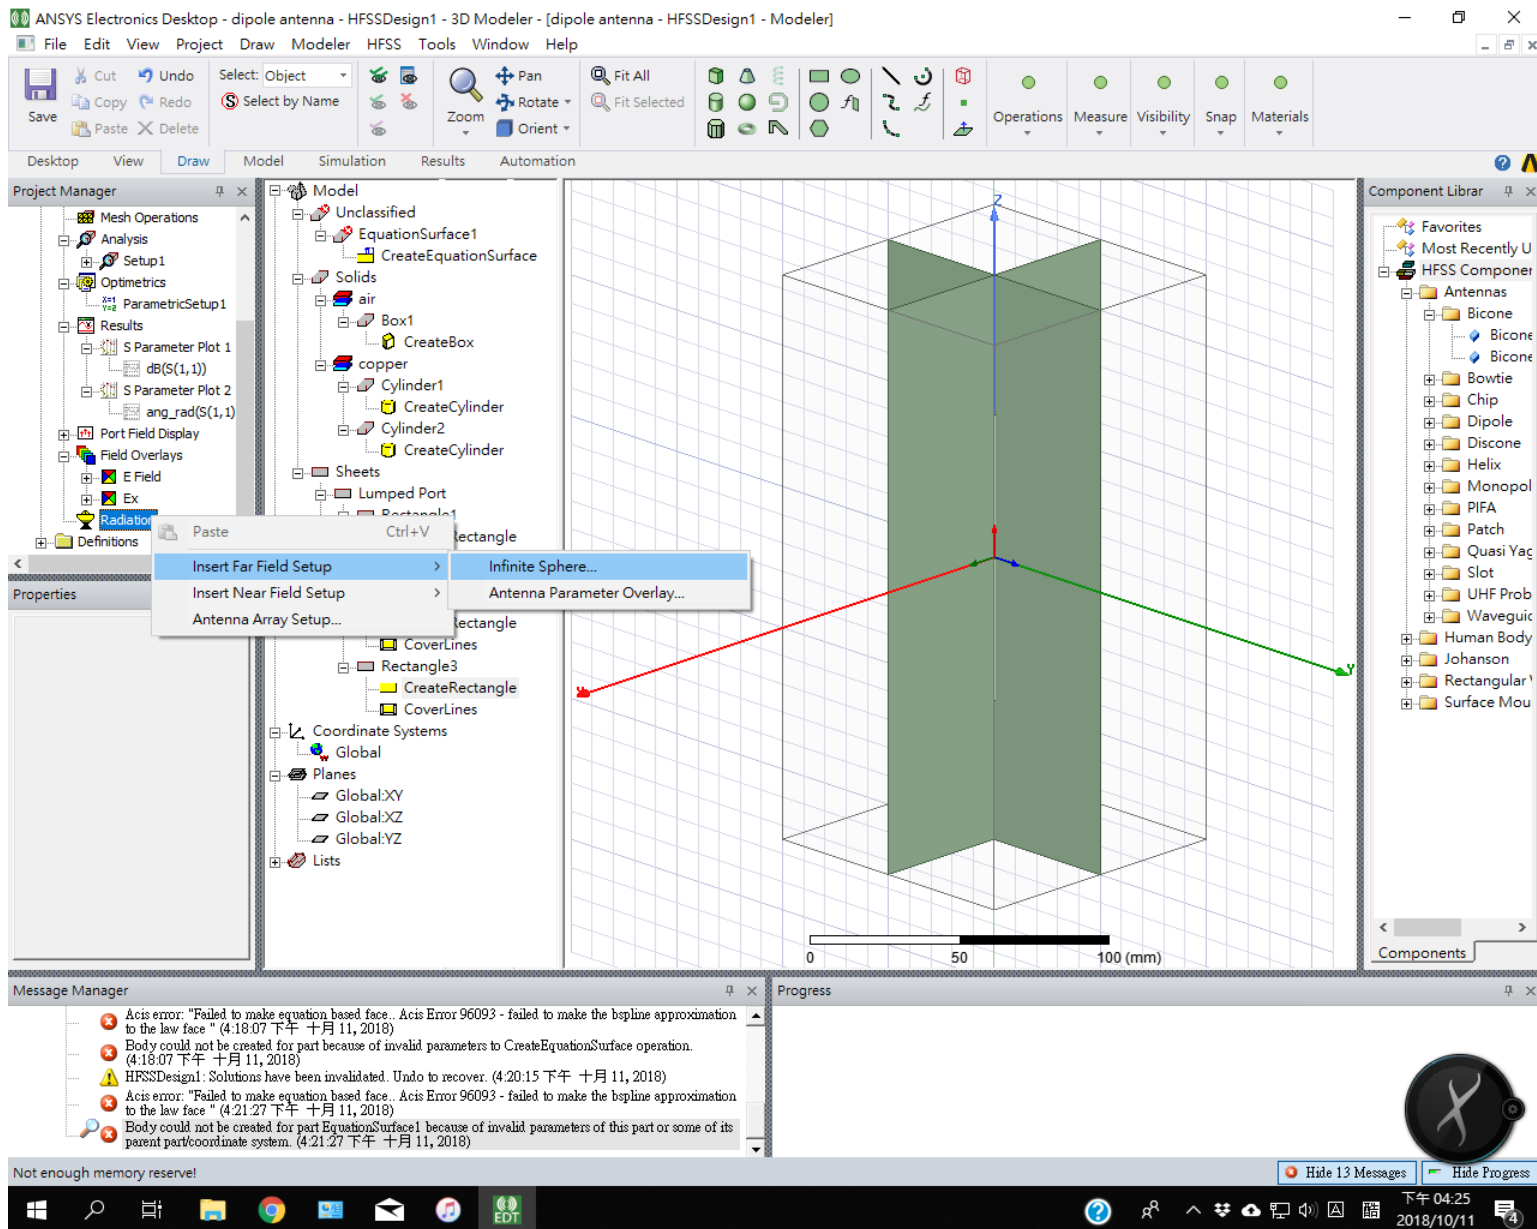 ANSYS Electronics Desktop - dipole antenna - HFSSDesign1 - 3D Modeler - [dipole antenna - HFSSDesign1 - Modeler]
File Edit View Project Draw Modeler HFSS Tools Window Help
Save
Cut Undo
Copy Redo
Paste Delete
Select: Object
Select by Name
Zoom
Pan
Rotate
Orient
Fit All
Fit Selected
Operations Measure Visibility Snap Materials
Desktop View Draw Model Simulation Results Automation
Project Manager
Mesh Operations
Analysis
Setup1
Optimetrics
ParametricSetup1
Results
S Parameter Plot 1
dB(S(1,1))
S Parameter Plot 2
ang_rad(S(1,1)
Port Field Display
Field Overlays
E Field
Ex
Radiation
Definitions
Paste Ctrl+V
Insert Far Field Setup
Insert Near Field Setup
Antenna Array Setup...
Infinite Sphere...
Antenna Parameter Overlay...
Properties
Model
Unclassified
EquationSurface1
CreateEquationSurface
Solids
air
Box1
CreateBox
copper
Cylinder1
CreateCylinder
Cylinder2
CreateCylinder
Sheets
Lumped Port
Rectangle1
Rectangle
Rectangle
CoverLines
Rectangle3
CreateRectangle
CoverLines
Coordinate Systems
Global
Planes
Global:XY
Global:XZ
Global:YZ
Lists
Z
Y
0 50 100 (mm)
Component Librar
Favorites
Most Recently U
HFSS Componer
Antennas
Bicone
Bicone
Bicone
Bowtie
Chip
Dipole
Discone
Helix
Monopol
PIFA
Patch
Quasi Yag
Slot
UHF Prob
Waveguid
Human Body
Johanson
Rectangular
Surface Mou
Components
Message Manager
Acis error: "Failed to make equation based face.. Acis Error 96093 - failed to make the bspline approximation
to the law face " (4:18:07 下午 十月 11, 2018)
Body could not be created for part because of invalid parameters to CreateEquationSurface operation.
(4:18:07 下午 十月 11, 2018)
HFSSDesign1: Solutions have been invalidated. Undo to recover. (4:20:15 下午 十月 11, 2018)
Acis error: "Failed to make equation based face.. Acis Error 96093 - failed to make the bspline approximation
to the law face " (4:21:27 下午 十月 11, 2018)
Body could not be created for part EquationSurface1 because of invalid parameters of this part or some of its
parent part/coordinate system. (4:21:27 下午 十月 11, 2018)
Progress
Not enough memory reserve!
Hide 13 Messages
Hide Progress
EDT
下午 04:25
2018/10/11
4